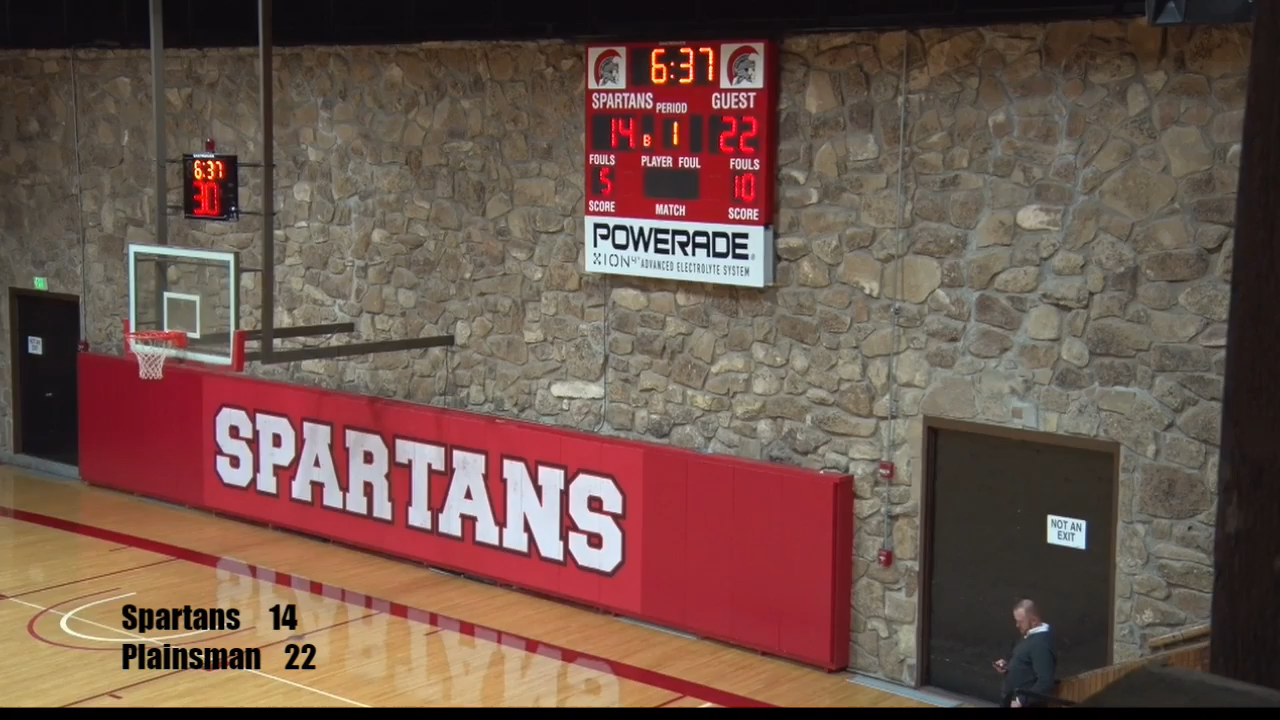 6:37
SPARTANS PERIOD GUEST
14 B 1 22
FOULS PLAYER FOUL FOULS
5 10
SCORE MATCH SCORE
POWERADE
ION4 ADVANCED ELECTROLYTE SYSTEM
6:37
30
SPARTANS
NOT AN
EXIT
Spartans 14
Plainsman 22